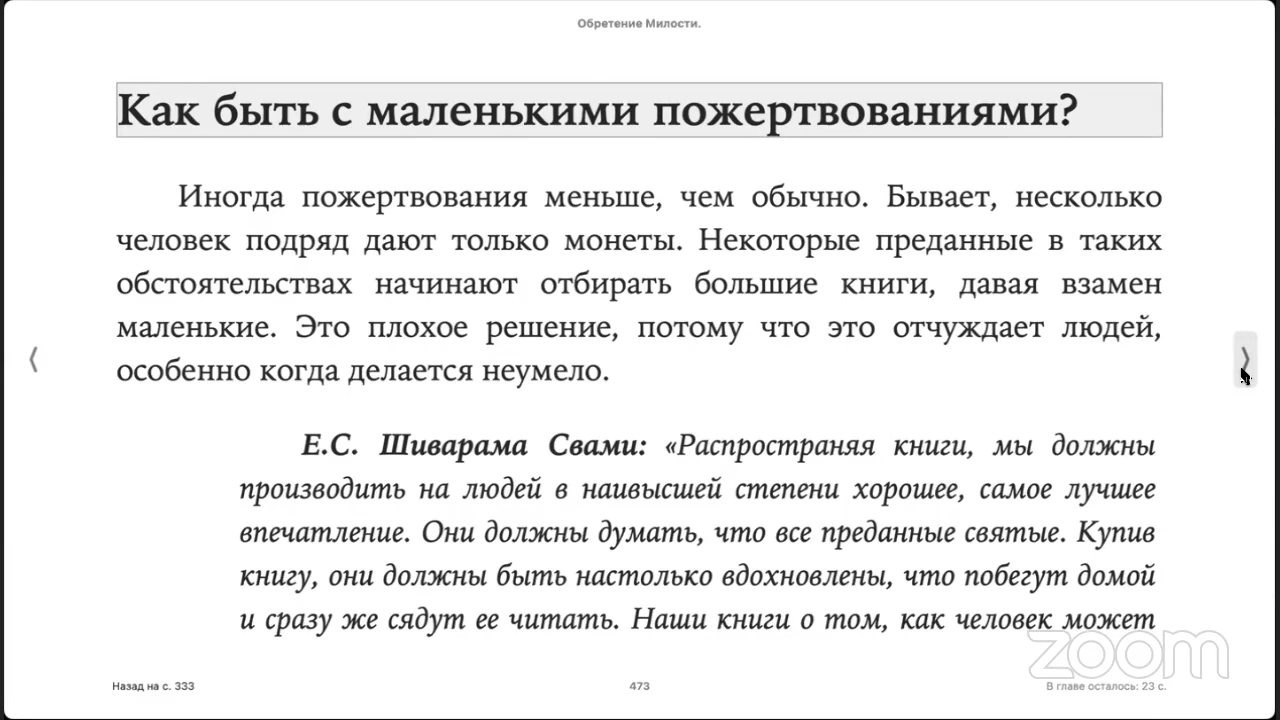 Обретение Милости.
Как быть с маленькими пожертвованиями?
Иногда пожертвования меньше, чем обычно. Бывает, несколько
человек подряд дают только монеты. Некоторые преданные в таких
обстоятельствах начинают отбирать большие книги, давая взамен
маленькие. Это плохое решение, потому что это отчуждает людей,
особенно когда делается неумело.
Е.С. Шиварама Свами: «Распространяя книги, мы должны
производить на людей в наивысшей степени хорошее, самое лучшее
впечатление. Они должны думать, что все преданные святые. Купив
книгу, они должны быть настолько вдохновлены, что побегут домой
и сразу же сядут ее читать. Наши книги о том, как человек может
zoom
Назад на с. 333
473
В главе осталось: 23 с.